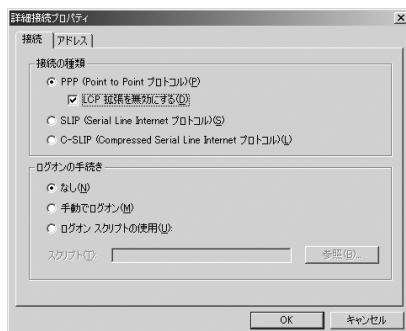 詳細接続プロパティ
接続 アドレス
接続の種類
PPP (Point to Point プロトコル)(P)
LCP 拡張を無効にする(D)
SLIP (Serial Line Internet プロトコル)(S)
C-SLIP (Compressed Serial Line Internet プロトコル)(L)
ログオンの手続き
なし(N)
手動でログオン(M)
ログオン スクリプトの使用(U):
スクリプト(T): 参照(B)...
OK キャンセル